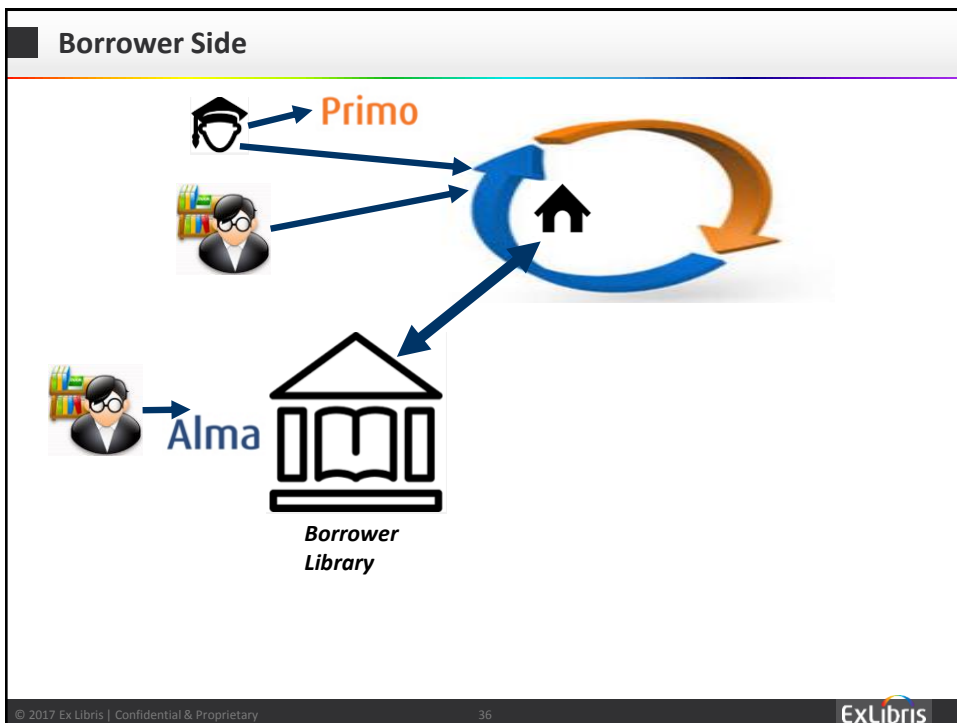 Borrower Side
Primo
Alma
Borrower
Library
© 2017 Ex Libris | Confidential & Proprietary
36
ExLibris